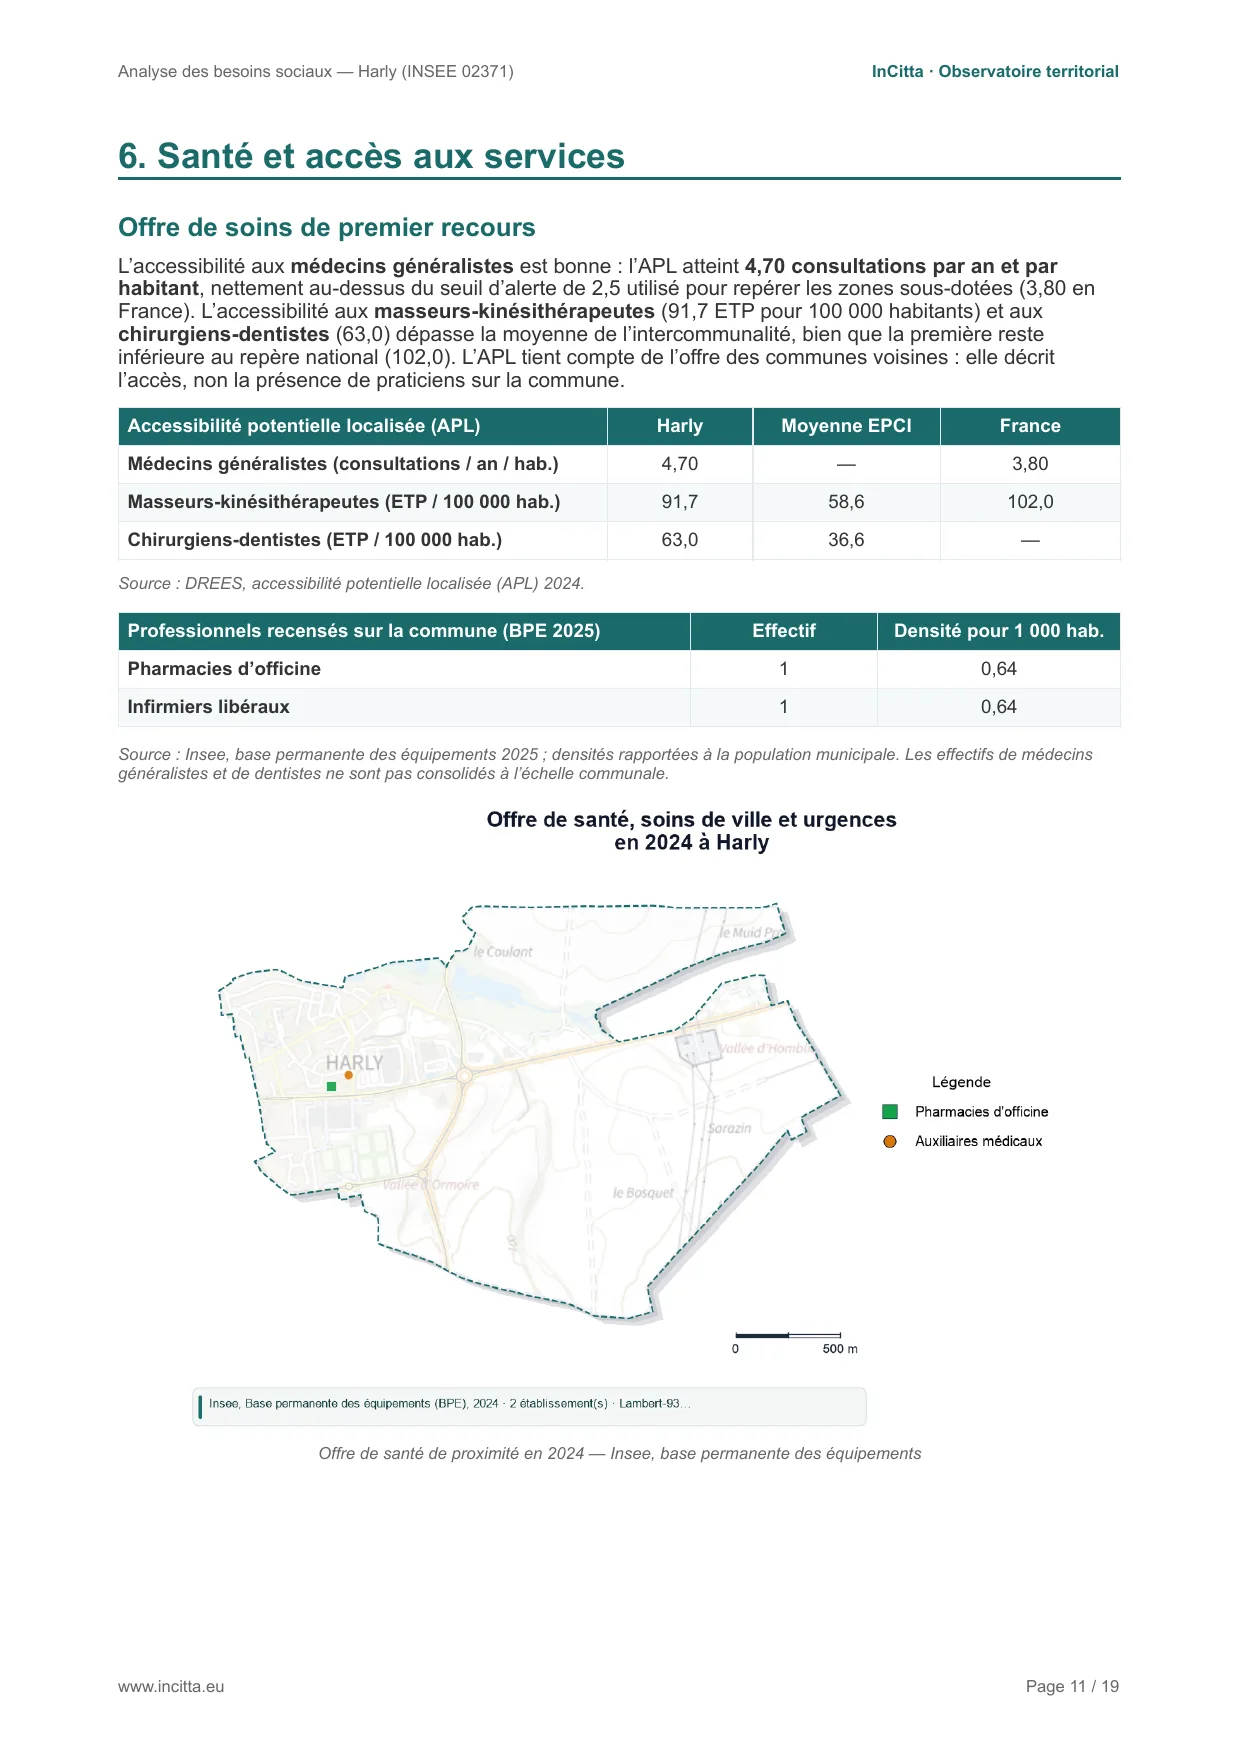 Analyse des besoins sociaux — Harly (INSEE 02371)
InCitta · Observatoire territorial
6. Santé et accès aux services
Offre de soins de premier recours
L’accessibilité aux médecins généralistes est bonne : l’APL atteint 4,70 consultations par an et par
habitant, nettement au-dessus du seuil d’alerte de 2,5 utilisé pour repérer les zones sous-dotées (3,80 en
France). L’accessibilité aux masseurs-kinésithérapeutes (91,7 ETP pour 100 000 habitants) et aux
chirurgiens-dentistes (63,0) dépasse la moyenne de l’intercommunalité, bien que la première reste
inférieure au repère national (102,0). L’APL tient compte de l’offre des communes voisines : elle décrit
l’accès, non la présence de praticiens sur la commune.
Accessibilité potentielle localisée (APL) Harly Moyenne EPCI France
Médecins généralistes (consultations / an / hab.) 4,70 — 3,80
Masseurs-kinésithérapeutes (ETP / 100 000 hab.) 91,7 58,6 102,0
Chirurgiens-dentistes (ETP / 100 000 hab.) 63,0 36,6 —
Source : DREES, accessibilité potentielle localisée (APL) 2024.
Professionnels recensés sur la commune (BPE 2025) Effectif Densité pour 1 000 hab.
Pharmacies d’officine 1 0,64
Infirmiers libéraux 1 0,64
Source : Insee, base permanente des équipements 2025 ; densités rapportées à la population municipale. Les effectifs de médecins
généralistes et de dentistes ne sont pas consolidés à l’échelle communale.
Offre de santé, soins de ville et urgences
en 2024 à Harly
le Muid Pr
le Coulant
Vallée d'Hombl
HARLY
Légende
Pharmacies d'officine
Sarazin
Auxiliaires médicaux
Vallée d'Ormoire
le Bosquet
0 500 m
Insee, Base permanente des équipements (BPE), 2024 · 2 établissement(s) · Lambert-93...
Offre de santé de proximité en 2024 — Insee, base permanente des équipements
www.incitta.eu
Page 11 / 19